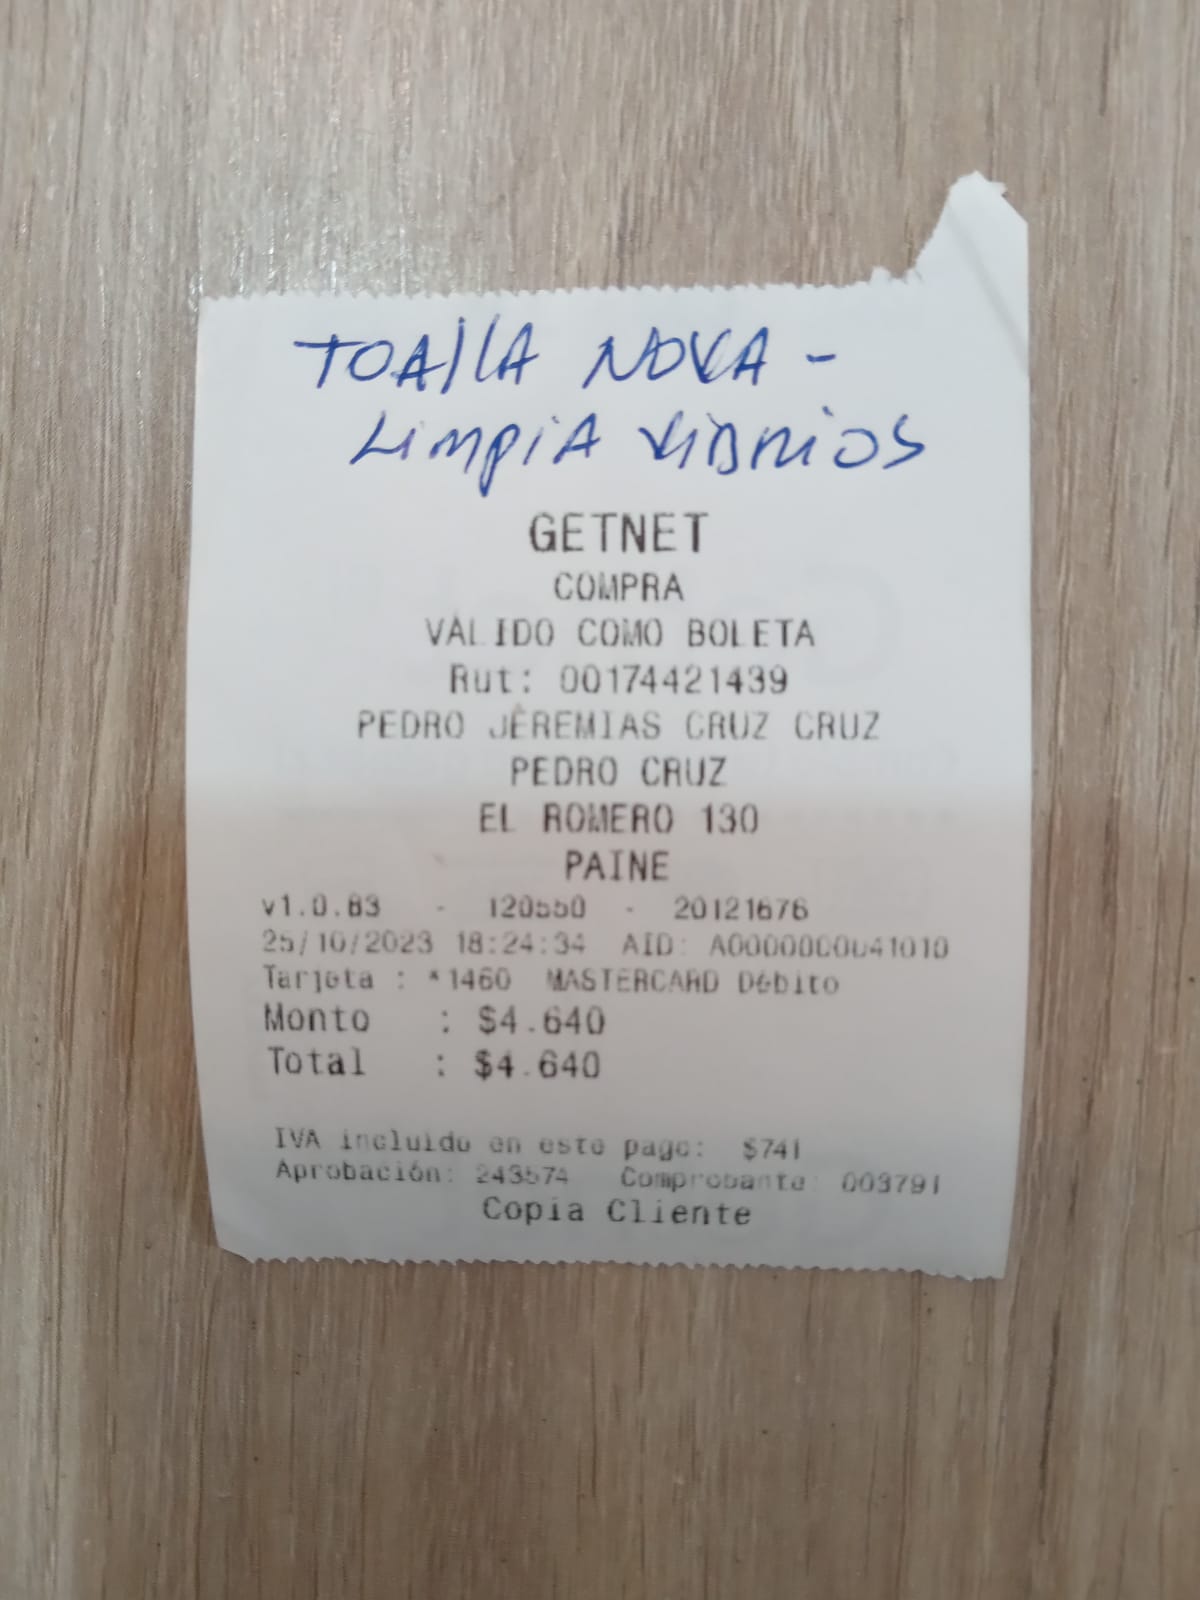 TOALLA NOVA -
LIMPIA VIDRIOS
GETNET
COMPRA
VALIDO COMO BOLETA
Rut: 00174421439
PEDRO JEREMIAS CRUZ CRUZ
PEDRO CRUZ
EL ROMERO 130
PAINE
v1.0.83 - 120550 - 20121676
25/10/2023 18:24:34 AID: A0000000041010
Tarjeta : *1460 MASTERCARD Débito
Monto : $4.640
Total : $4.640
IVA incluido en este pago: $741
Aprobación: 243574 Comprobante: 003791
Copia Cliente